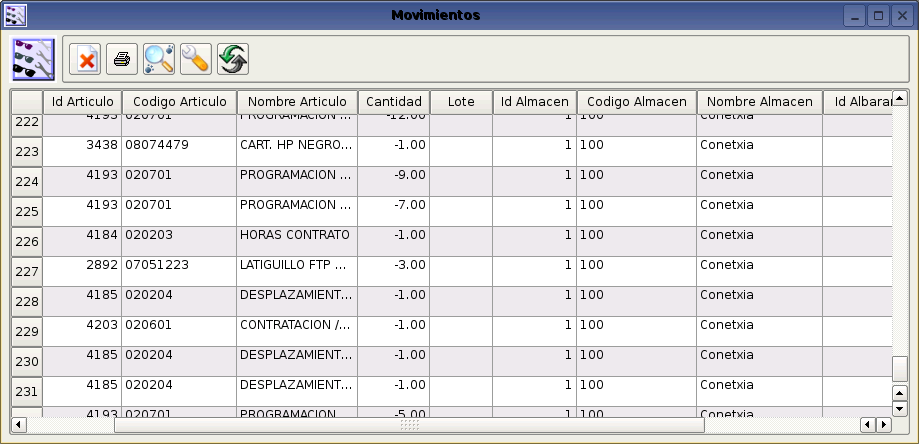 Movimientos
Id Articulo Codigo Articulo Nombre Articulo Cantidad Lote Id Almacen Codigo Almacen Nombre Almacen Id Albarar
222 4193 020701 PROGRAMACION ... -12.00 1 100 Conetxia
223 3438 08074479 CART. HP NEGRO... -1.00 1 100 Conetxia
224 4193 020701 PROGRAMACION ... -9.00 1 100 Conetxia
225 4193 020701 PROGRAMACION ... -7.00 1 100 Conetxia
226 4184 020203 HORAS CONTRATO -1.00 1 100 Conetxia
227 2892 07051223 LATIGUILLO FTP ... -3.00 1 100 Conetxia
228 4185 020204 DESPLAZAMIENT... -1.00 1 100 Conetxia
229 4203 020601 CONTRATACION /... -1.00 1 100 Conetxia
230 4185 020204 DESPLAZAMIENT... -1.00 1 100 Conetxia
231 4185 020204 DESPLAZAMIENT... -1.00 1 100 Conetxia
4193 020701 PROGRAMACION -5.00 1 100 Conetxia